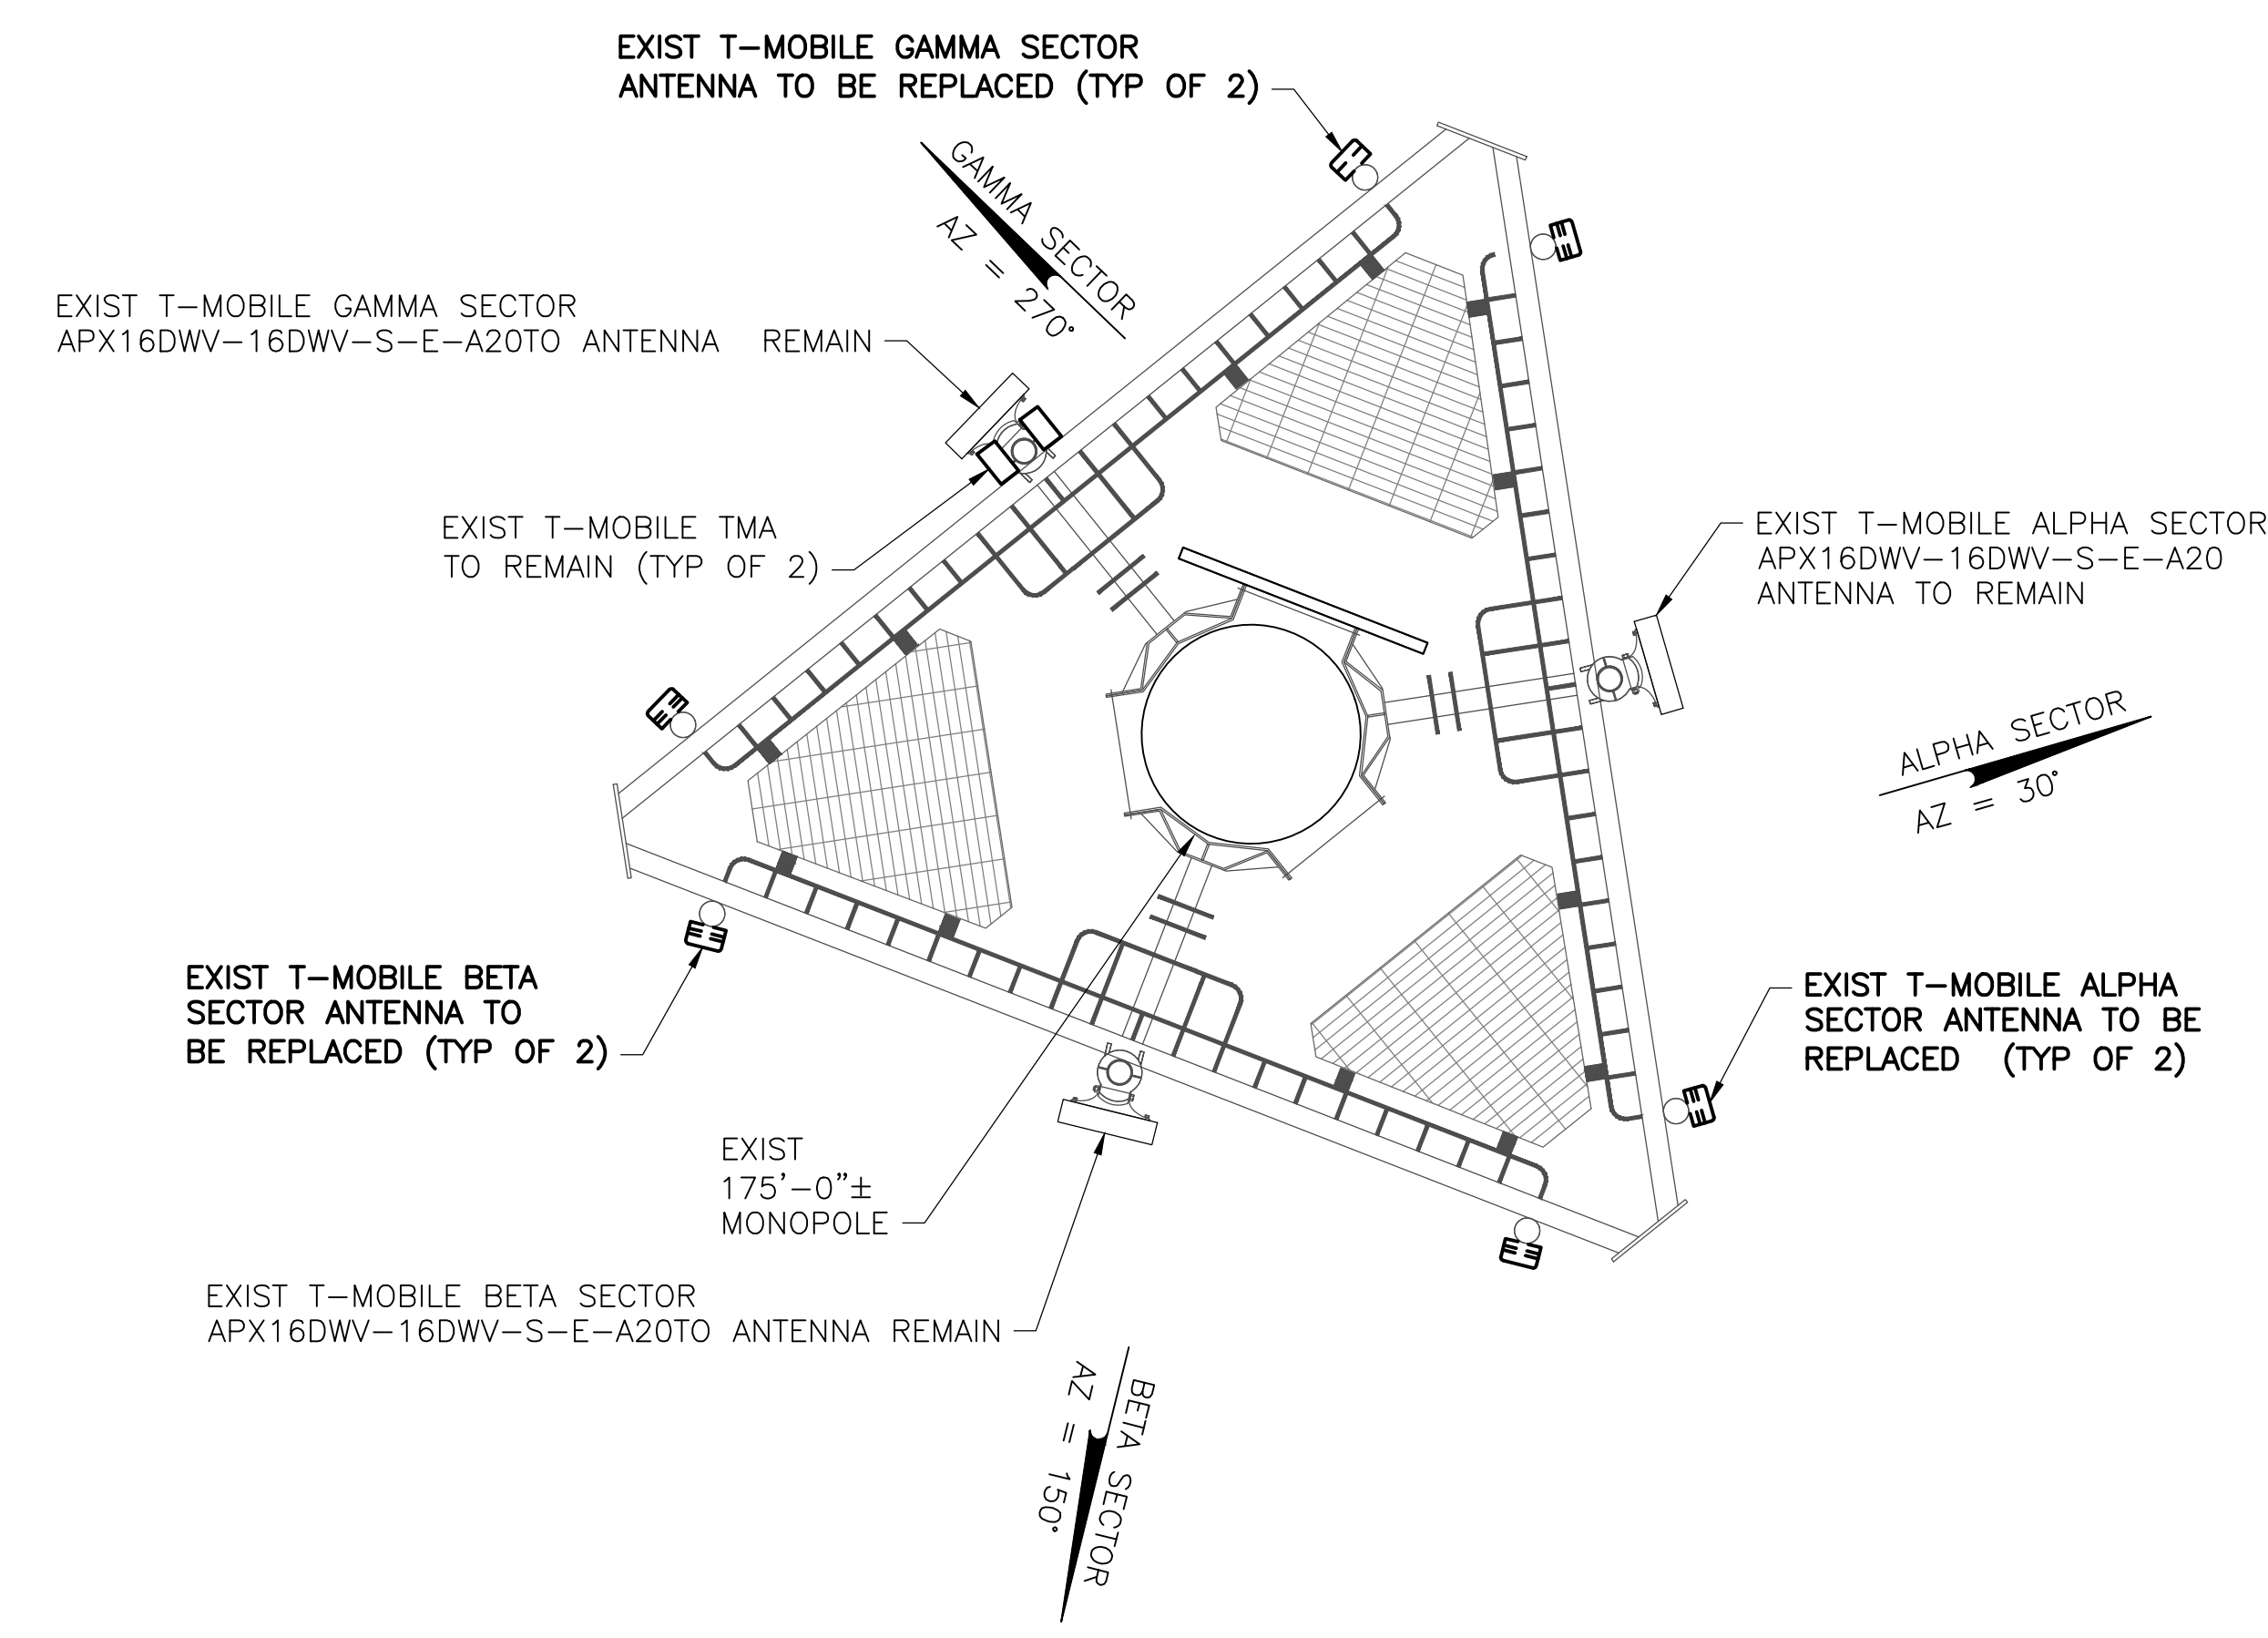 EXIST T-MOBILE GAMMA SECTOR
ANTENNA TO BE REPLACED (TYP OF 2)
GAMMA SECTOR
AZ = 270°
EXIST T-MOBILE GAMMA SECTOR
APX16DWV-16DWV-S-E-A20TO ANTENNA REMAIN
EXIST T-MOBILE TMA
TO REMAIN (TYP OF 2)
EXIST T-MOBILE ALPHA SECTOR
APX16DWV-16DWV-S-E-A20
ANTENNA TO REMAIN
ALPHA SECTOR
AZ = 30°
EXIST T-MOBILE BETA
SECTOR ANTENNA TO
BE REPLACED (TYP OF 2)
EXIST T-MOBILE ALPHA
SECTOR ANTENNA TO BE
REPLACED (TYP OF 2)
EXIST
175'-0"±
MONOPOLE
EXIST T-MOBILE BETA SECTOR
APX16DWV-16DWV-S-E-A20TO ANTENNA REMAIN
BETA SECTOR
AZ = 150°